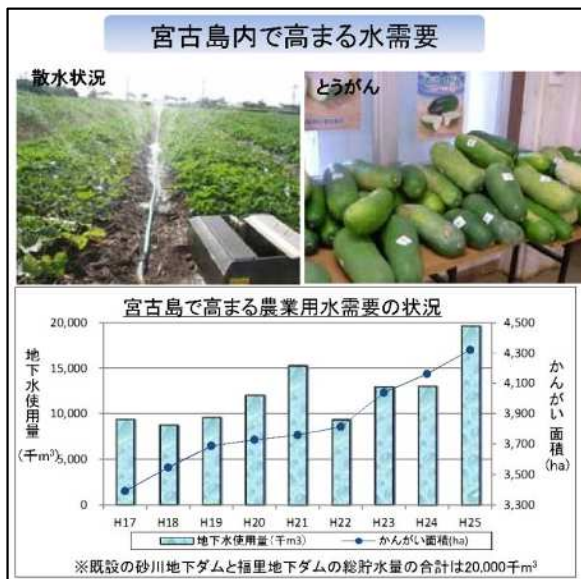 宮古島内で高まる水需要
散水状況
とうがん
宮古島で高まる農業用水需要の状況
地下水使用量
(千m³)
20,000
15,000
10,000
5,000
0
かんがい面積
(ha)
4,500
4,300
4,100
3,900
3,700
3,500
3,300
H17 H18 H19 H20 H21 H22 H23 H24 H25
地下水使用量(千m3) かんがい面積(ha)
※既設の砂川地下ダムと福里地下ダムの総貯水量の合計は20,000千m³